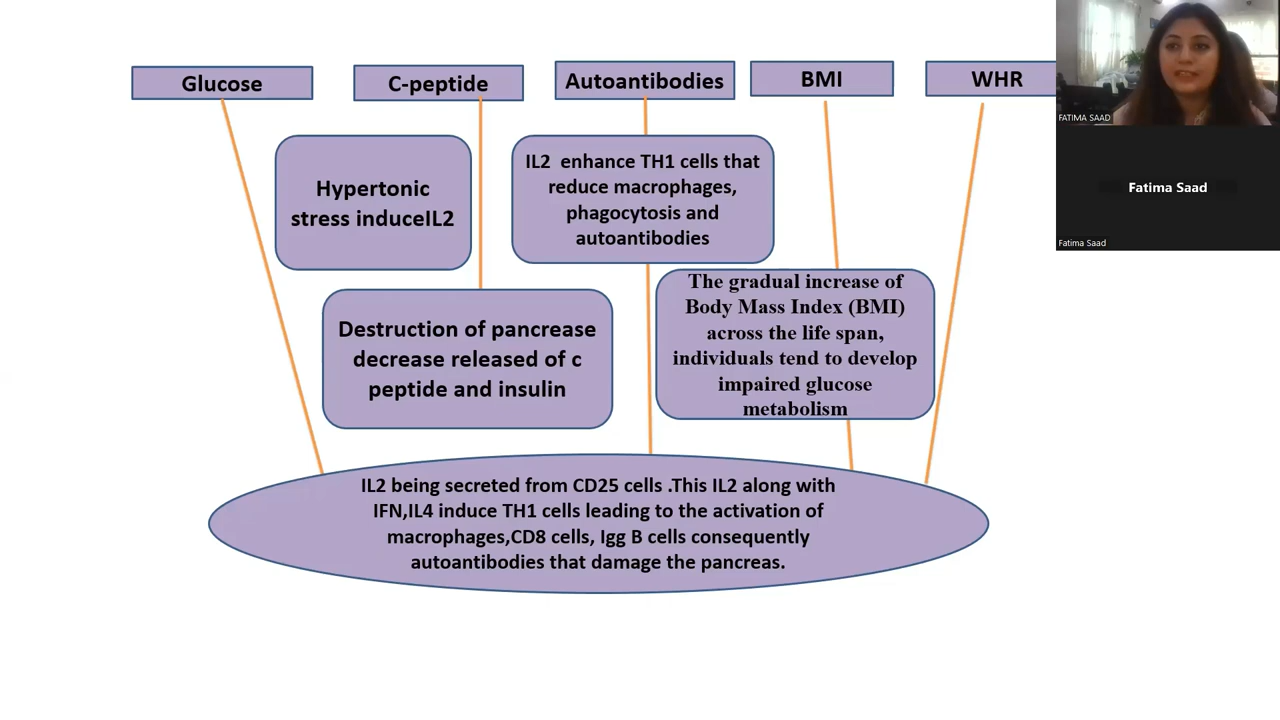 Glucose
C-peptide
Autoantibodies
BMI
WHR
Hypertonic
stress induceIL2
IL2 enhance TH1 cells that
reduce macrophages,
phagocytosis and
autoantibodies
Destruction of pancrease
decrease released of c
peptide and insulin
The gradual increase of
Body Mass Index (BMI)
across the life span,
individuals tend to develop
impaired glucose
metabolism
IL2 being secreted from CD25 cells .This IL2 along with
IFN,IL4 induce TH1 cells leading to the activation of
macrophages,CD8 cells, Igg B cells consequently
autoantibodies that damage the pancreas.
FATIMA SAAD
Fatima Saad
Fatima Saad